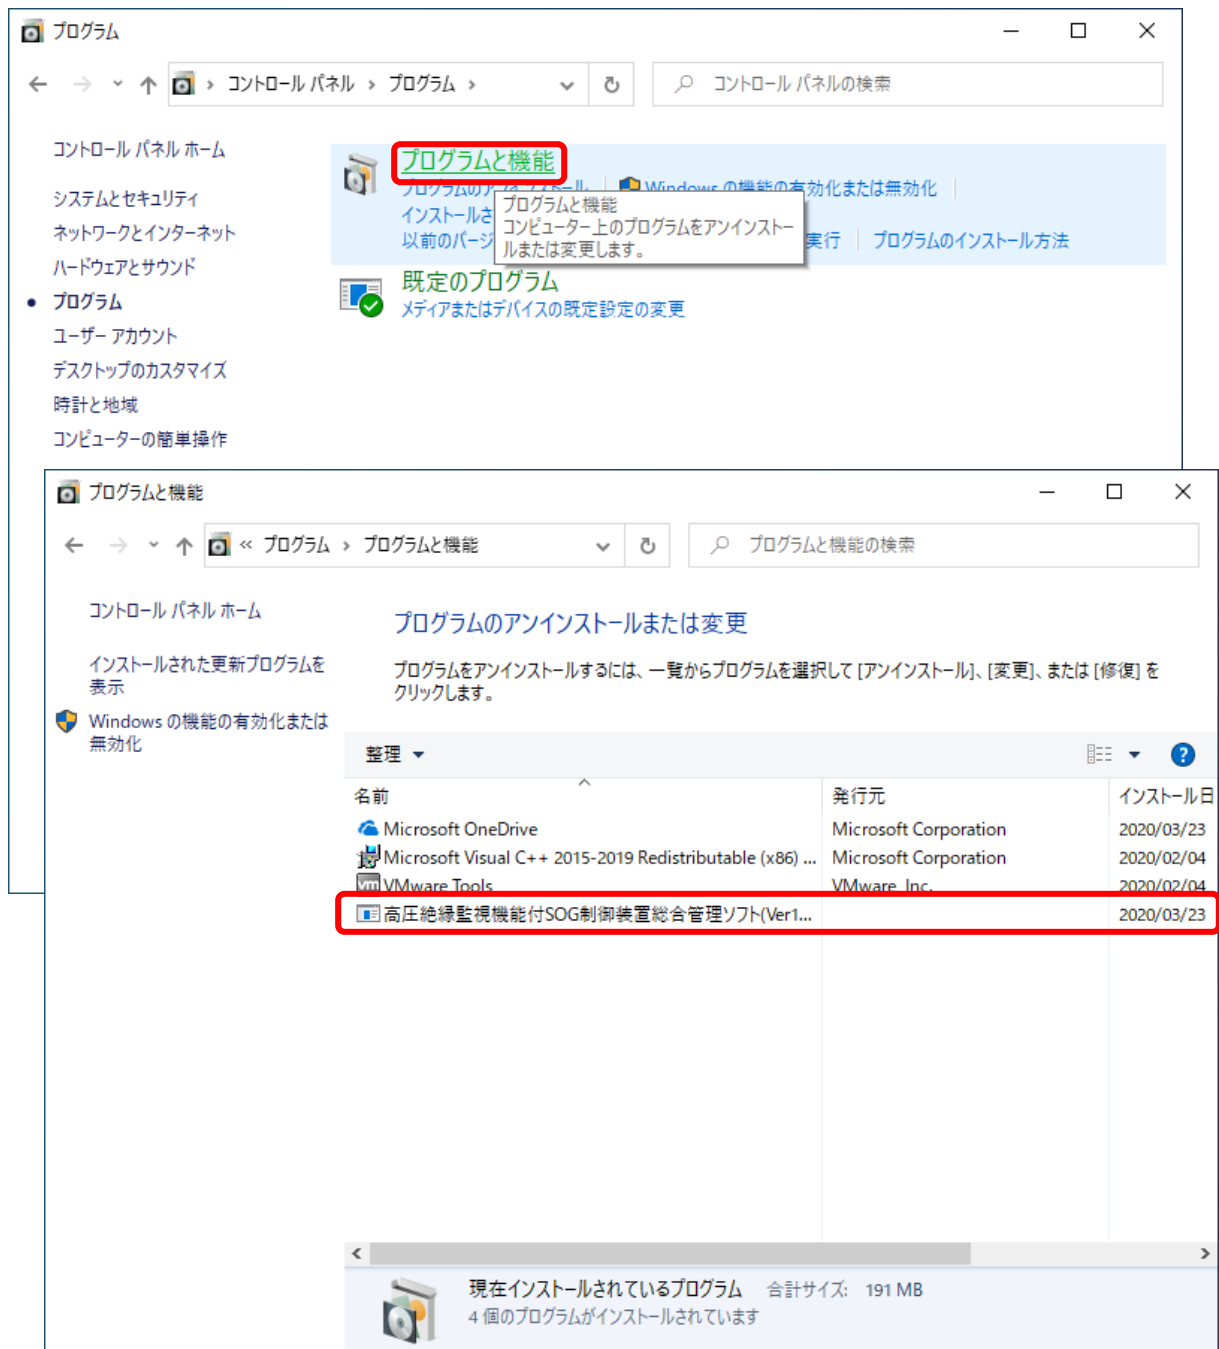 プログラム
コントロール パネル › プログラム ›
コントロール パネルの検索
コントロール パネル ホーム
システムとセキュリティ
ネットワークとインターネット
ハードウェアとサウンド
プログラム
ユーザー アカウント
デスクトップのカスタマイズ
時計と地域
コンピューターの簡単操作
プログラムと機能
プログラムのアンインストール
Windows の機能の有効化または無効化
インストールさ
以前のバージ
実行
プログラムのインストール方法
プログラムと機能
コンピューター上のプログラムをアンインストー
ルまたは変更します。
既定のプログラム
メディアまたはデバイスの既定設定の変更
プログラムと機能
« プログラム › プログラムと機能
プログラムと機能の検索
コントロール パネル ホーム
インストールされた更新プログラムを
表示
Windows の機能の有効化または
無効化
プログラムのアンインストールまたは変更
プログラムをアンインストールするには、一覧からプログラムを選択して [アンインストール]、[変更]、または [修復] を
クリックします。
整理
名前 発行元 インストール日
Microsoft OneDrive Microsoft Corporation 2020/03/23
Microsoft Visual C++ 2015-2019 Redistributable (x86) ... Microsoft Corporation 2020/02/04
VMware Tools VMware, Inc. 2020/02/04
高圧絶縁監視機能付SOG制御装置総合管理ソフト(Ver1... 2020/03/23
現在インストールされているプログラム 合計サイズ: 191 MB
4 個のプログラムがインストールされています